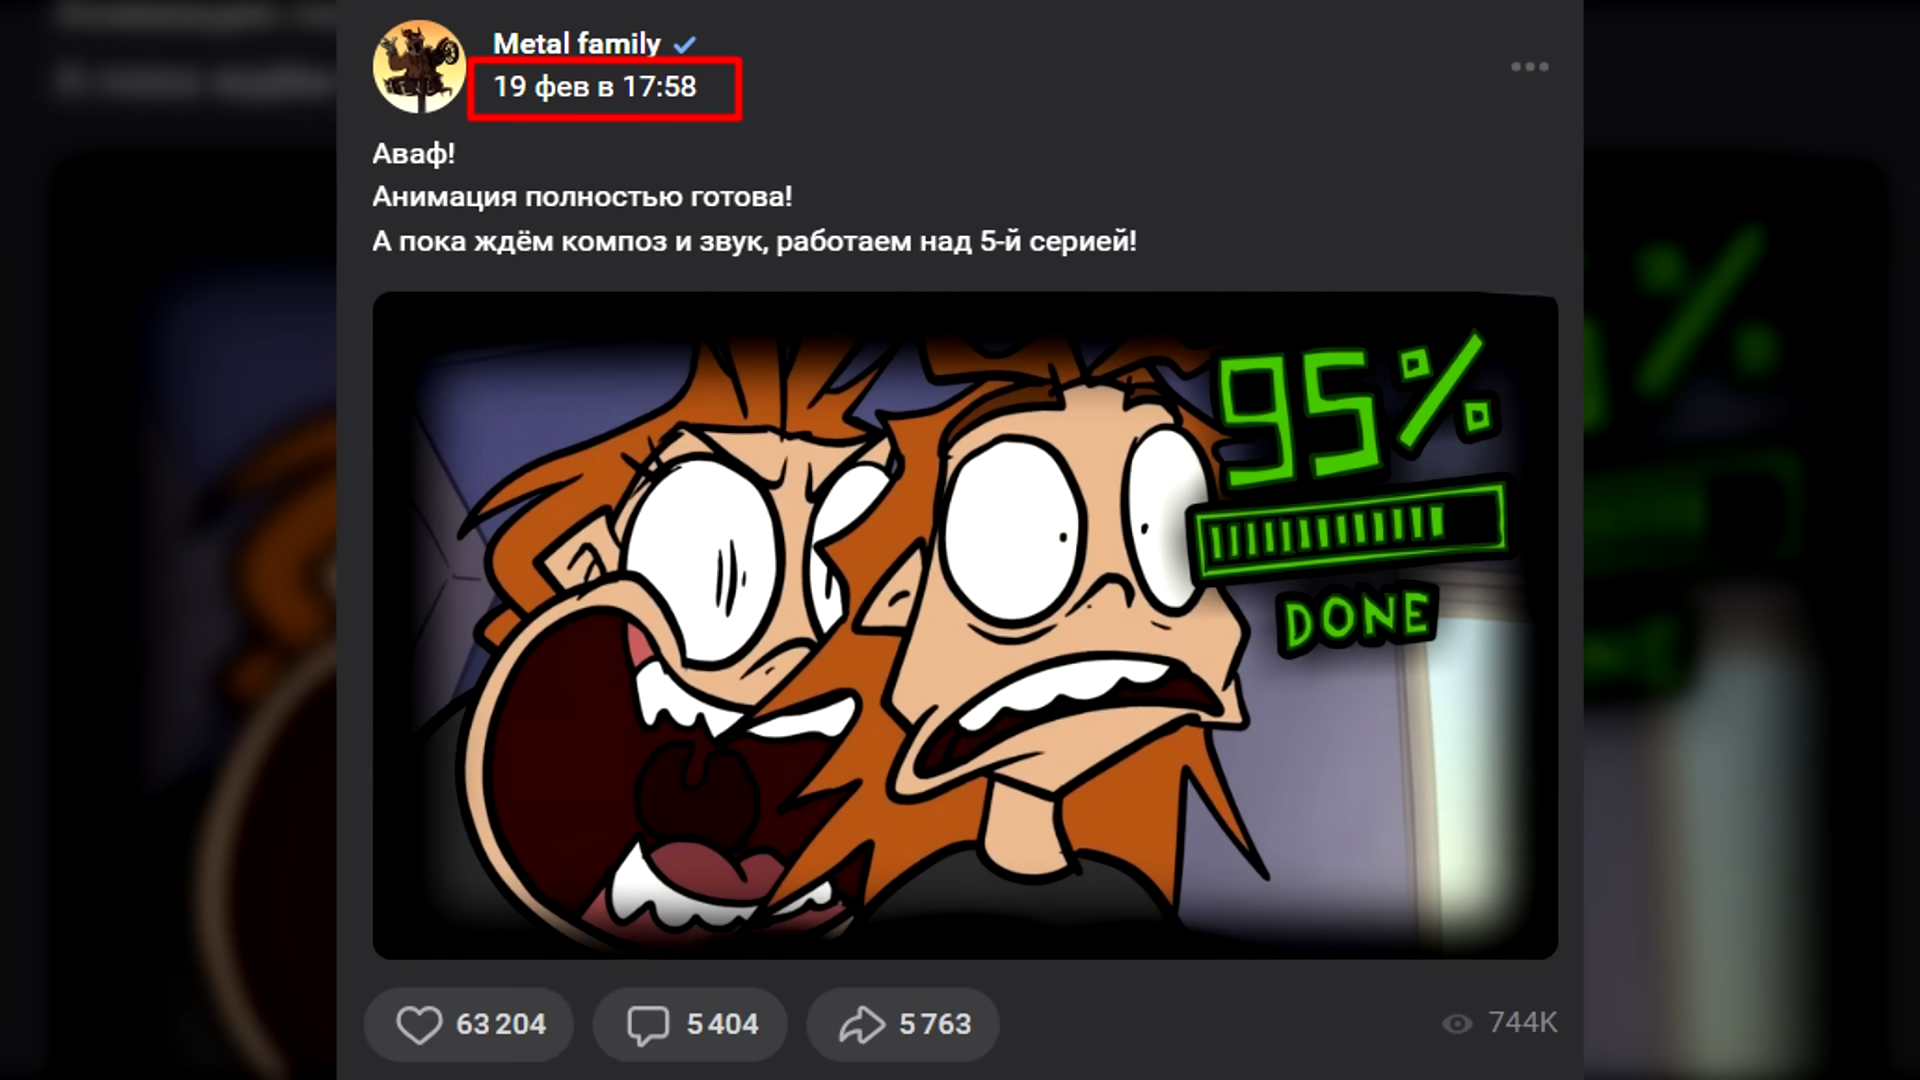 Metal family
19 фев в 17:58
Аваф!
Анимация полностью готова!
А пока ждём композ и звук, работаем над 5-й серией!
95%
DONE
63 204 5 404 5 763 744K